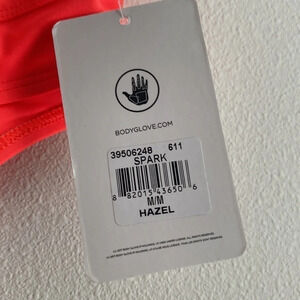 BODYGLOVE.COM
39506248 611
SPARK
8 82015 43650 6
M/M
HAZEL